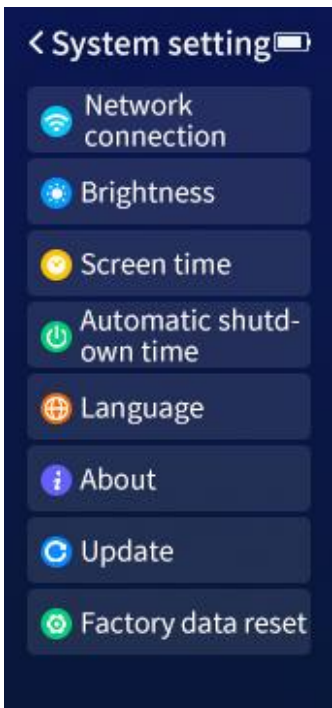 < System setting
Network
connection
Brightness
Screen time
Automatic shutd-
own time
Language
About
Update
Factory data reset